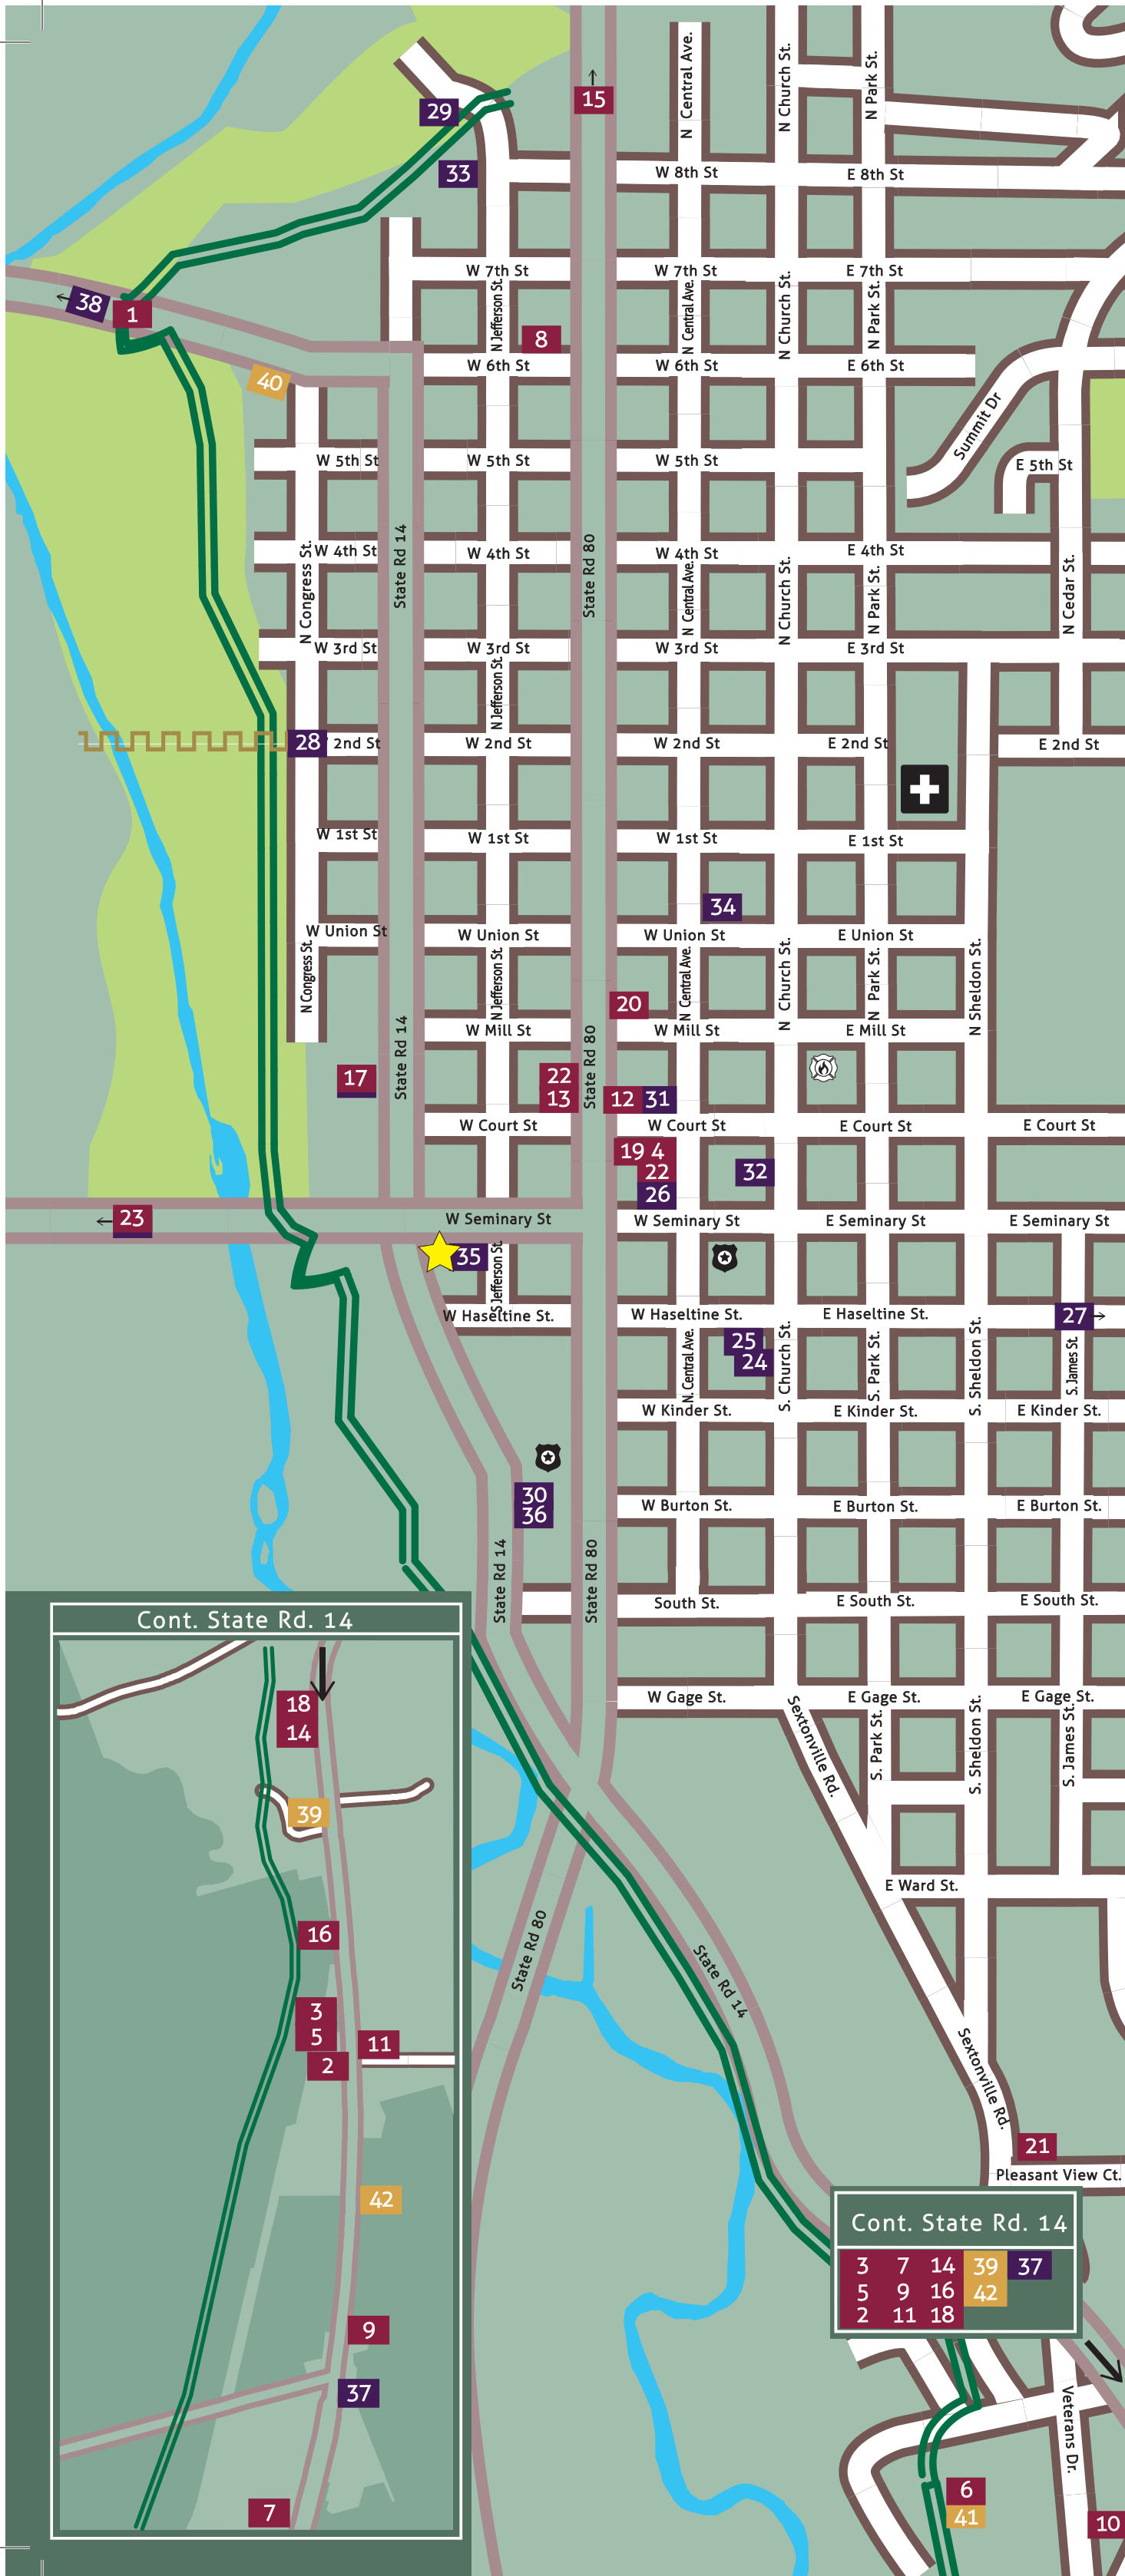 N Central Ave.
N Church St.
N Park St.
15
29
33
W 8th St
E 8th St
W 7th St
W 7th St
E 7th St
38
1
N Jefferson St.
8
N Central Ave.
N Church St.
N Park St.
W 6th St
W 6th St
E 6th St
40
Summit Dr
W 5th St
W 5th St
W 5th St
E 5th St
State Rd 14
State Rd 80
N Congress St.
W 4th St
W 4th St
W 4th St
E 4th St
N Central Ave.
N Church St.
N Park St.
N Cedar St.
W 3rd St
W 3rd St
W 3rd St
E 3rd St
N Jefferson St.
28
2nd St
W 2nd St
W 2nd St
E 2nd St
E 2nd St
W 1st St
W 1st St
W 1st St
E 1st St
34
W Union St
W Union St
W Union St
E Union St
N Congress St.
N Jefferson St.
N Central Ave.
N Church St.
N Park St.
N Sheldon St.
20
W Mill St
W Mill St
E Mill St
State Rd 14
State Rd 80
17
22
13
12
31
W Court St
W Court St
E Court St
E Court St
19 4
22
26
32
23
W Seminary St
W Seminary St
E Seminary St
E Seminary St
35
S Jefferson St.
W Haseltine St.
W Haseltine St.
E Haseltine St.
27
25
24
N. Central Ave.
S. Church St.
S. Park St.
S. Sheldon St.
S. James St.
W Kinder St.
E Kinder St.
E Kinder St.
30
36
W Burton St.
E Burton St.
E Burton St.
State Rd 14
State Rd 80
South St.
E South St.
E South St.
W Gage St.
E Gage St.
E Gage St.
Sextonville Rd.
S. Park St.
S. Sheldon St.
S. James St.
E Ward St.
State Rd 80
State Rd 14
Sextonville Rd.
21
Pleasant View Ct.
Cont. State Rd. 14
18
14
39
16
3
5
2
11
42
9
37
7
Cont. State Rd. 14
3 7 14 39 37
5 9 16 42
2 11 18
Veterans Dr.
6
41
10